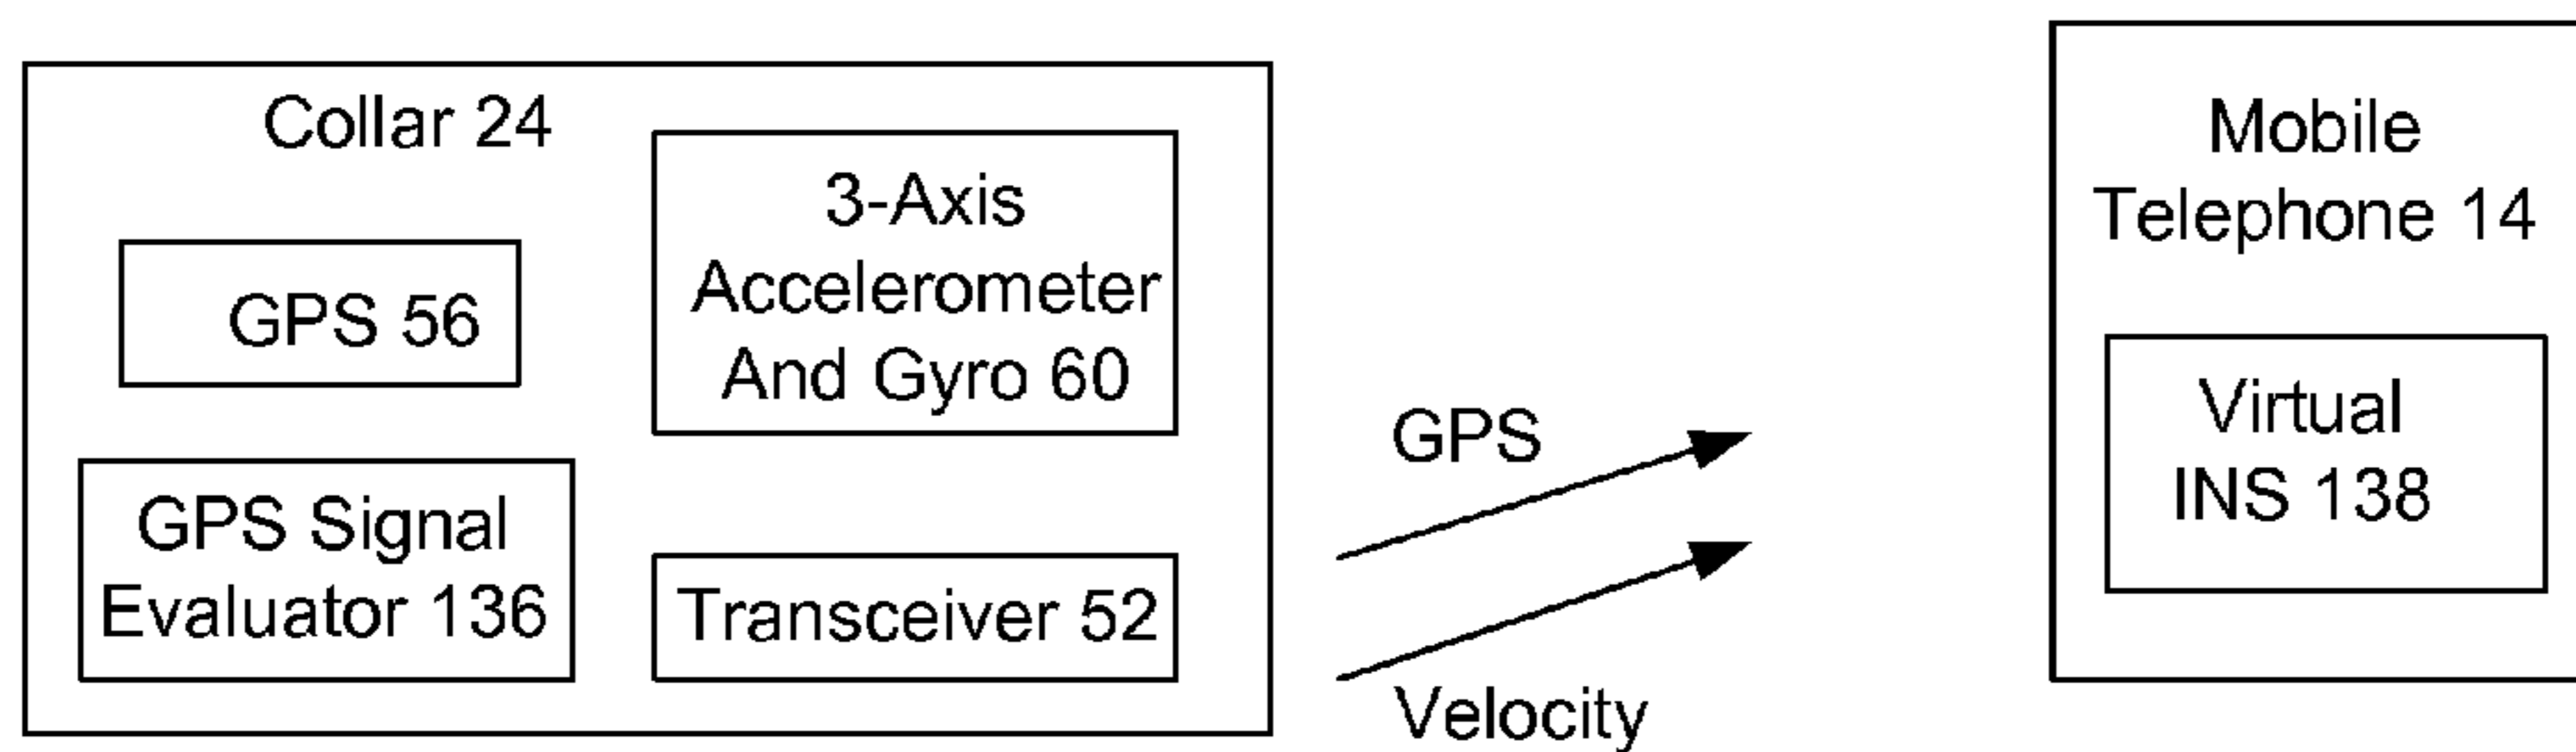 Collar 24
GPS 56
GPS Signal
Evaluator 136
3-Axis
Accelerometer
And Gyro 60
Transceiver 52
GPS
Velocity
Mobile
Telephone 14
Virtual
INS 138